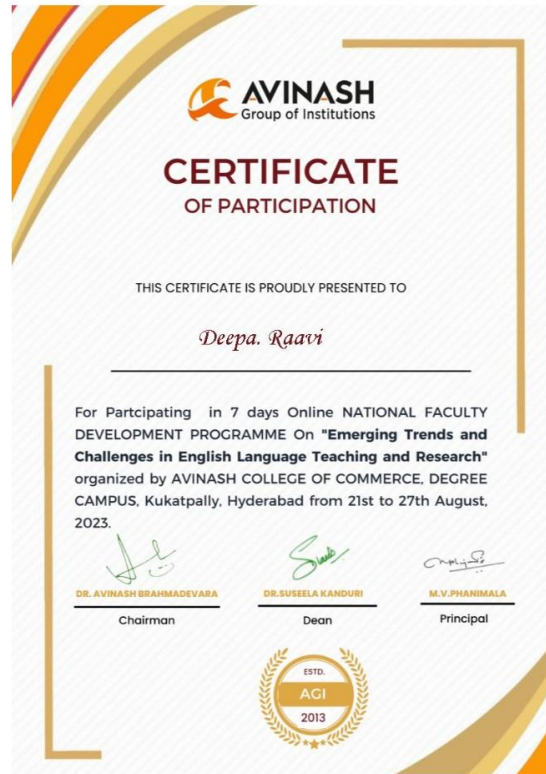 AVINASH
Group of Institutions
CERTIFICATE
OF PARTICIPATION
THIS CERTIFICATE IS PROUDLY PRESENTED TO
Deepa. Raavi
For Partcipating in 7 days Online NATIONAL FACULTY
DEVELOPMENT PROGRAMME On "Emerging Trends and
Challenges in English Language Teaching and Research"
organized by AVINASH COLLEGE OF COMMERCE, DEGREE
CAMPUS, Kukatpally, Hyderabad from 21st to 27th August,
2023.
DR. AVINASH BRAHMADEVARA
Chairman
DR.SUSEELA KANDURI
Dean
M.V.PHANIMALA
Principal
ESTD.
AGI
2013